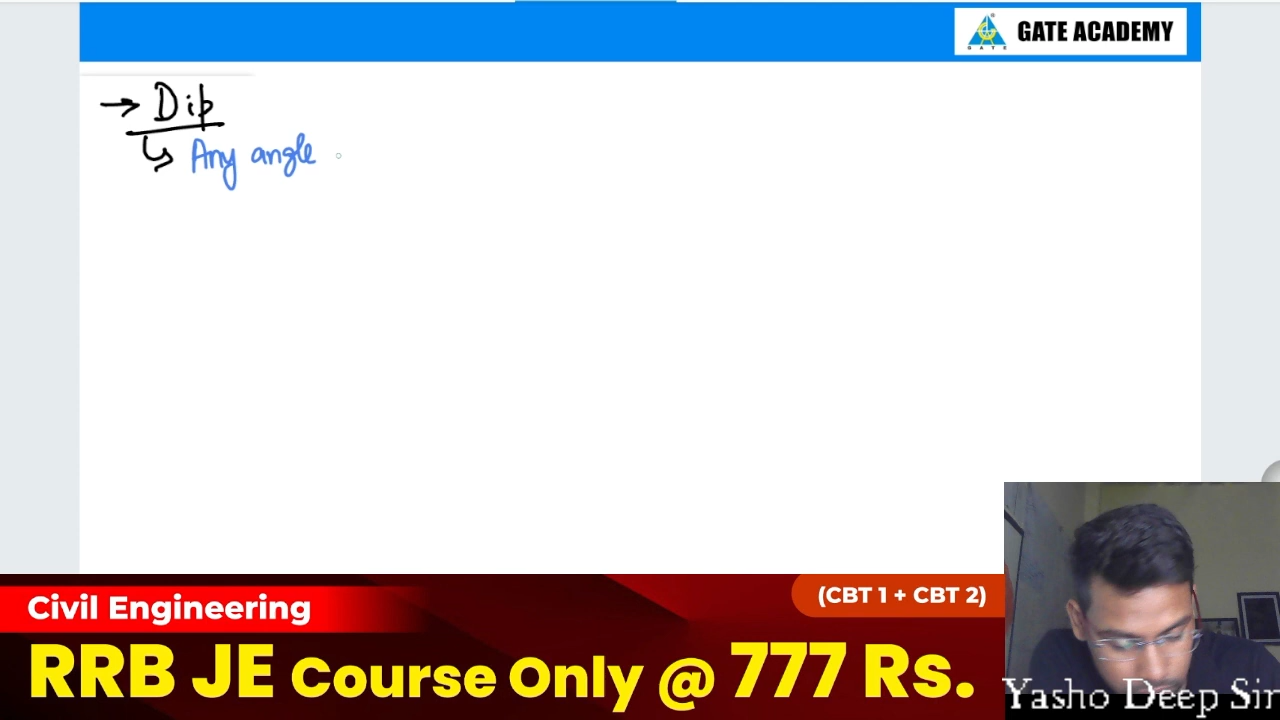 GATE ACADEMY
GATE
→ Dip
↳ Any angle
Civil Engineering
(CBT 1 + CBT 2)
RRB JE Course Only @ 777 Rs.
Yasho Deep Sir